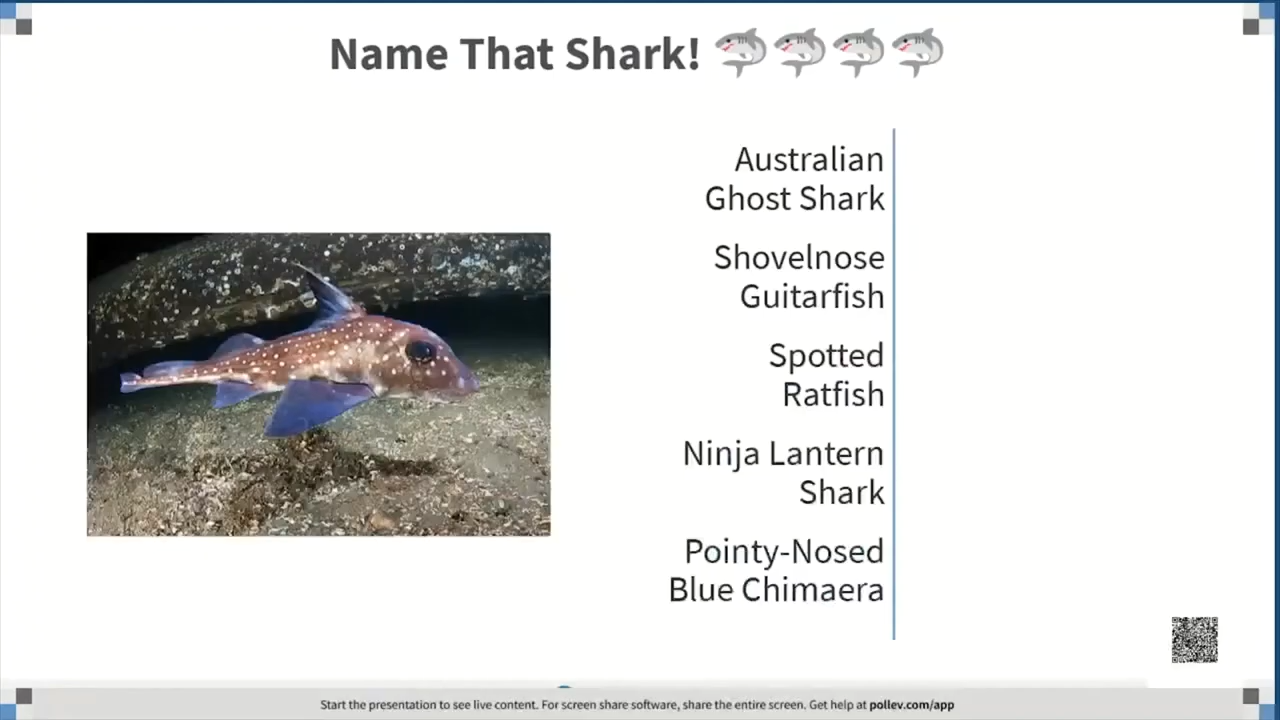 Name That Shark! 🦈🦈🦈🦈
Australian
Ghost Shark
Shovelnose
Guitarfish
Spotted
Ratfish
Ninja Lantern
Shark
Pointy-Nosed
Blue Chimaera
Start the presentation to see live content. For screen share software, share the entire screen. Get help at pollev.com/app